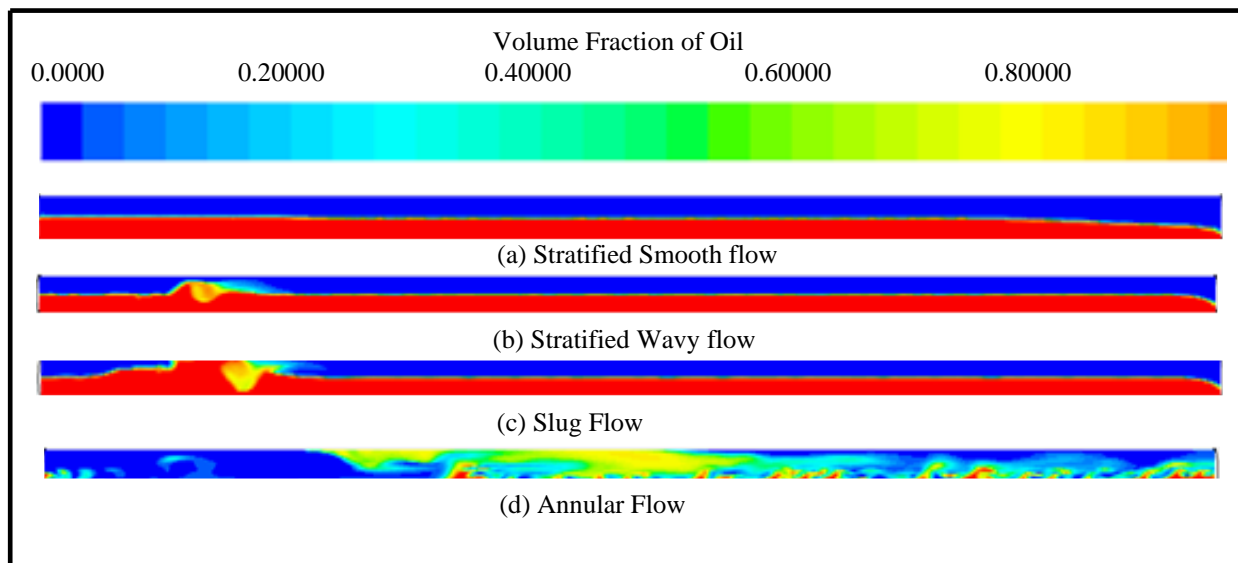 Volume Fraction of Oil
0.0000 0.20000 0.40000 0.60000 0.80000
(a) Stratified Smooth flow
(b) Stratified Wavy flow
(c) Slug Flow
(d) Annular Flow